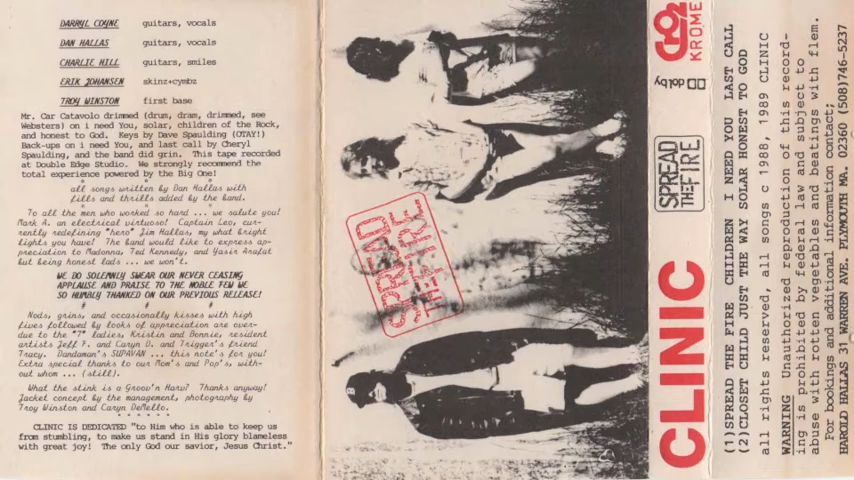 DARRYL COYNE guitars, vocals
DAN HALLAS guitars, vocals
CHARLIE HILL guitars, smiles
ERIK JOHANSEN skinz+cymbz
TROY WINSTON first base
Mr. Car Catavolo drimmed (drum, dram, drimmed, see
Websters) on i need You, solar, children of the Rock,
and honest to God. Keys by Dave Spaulding (OTAY!)
Back-ups on i need You, and last call by Cheryl
Spaulding, and the band did grin. This tape recorded
at Double Edge Studio. We strongly recommend the
total experience powered by the Big One!
all songs written by Dan Hallas with
fills and thrills added by the band.
To all the men who worked so hard ... we salute you!
Mark A. an electrical virtuoso! Captain Leo, cur-
rently redefining "hero" Jim Hallas, my what bright
lights you have! The band would like to express ap-
preciation to Madonna, Ted Kennedy, and Yasir Arafat
but being honest lads ... we won't.
WE DO SOLEMNLY SWEAR OUR NEVER CEASING
APPLAUSE AND PRAISE TO THE NOBLE FEW WE
SO HUMBLY THANKED ON OUR PREVIOUS RELEASE!
Nods, grins, and occasionally kisses with high
fives followed by looks of appreciation are over-
due to the "7" ladies, Kristin and Bonnie, resident
artists Jeff P. and Caryn D. and Trigger's friend
Tracy. Dandaman's SUPAVAN ... this note's for you!
Extra special thanks to our Mom's and Pop's, with-
out whom ... (still).
What the stink is a Groov'n Harv? Thanks anyway!
Jacket concept by the management, photography by
Troy Winston and Caryn DeMello.
* * * * * *
CLINIC IS DEDICATED "to Him who is able to keep us
from stumbling, to make us stand in His glory blameless
with great joy! The only God our savior, Jesus Christ."
SPREAD
THE FIRE
CLINIC
SPREAD
THE FIRE
DOLBY
CrO2
KROME
(1)SPREAD THE FIRE CHILDREN I NEED YOU LAST CALL
(2)CLOSET CHILD JUST THE WAY SOLAR HONEST TO GOD
all rights reserved, all songs c 1988, 1989 CLINIC
WARNING Unauthorized reproduction of this record-
ing is prohibited by federal law and subject to
abuse with rotten vegetables and beatings with flem.
For bookings and additional information contact;
HAROLD HALLAS 31 WARREN AVE. PLYMOUTH MA. 02360 (508)746-5237